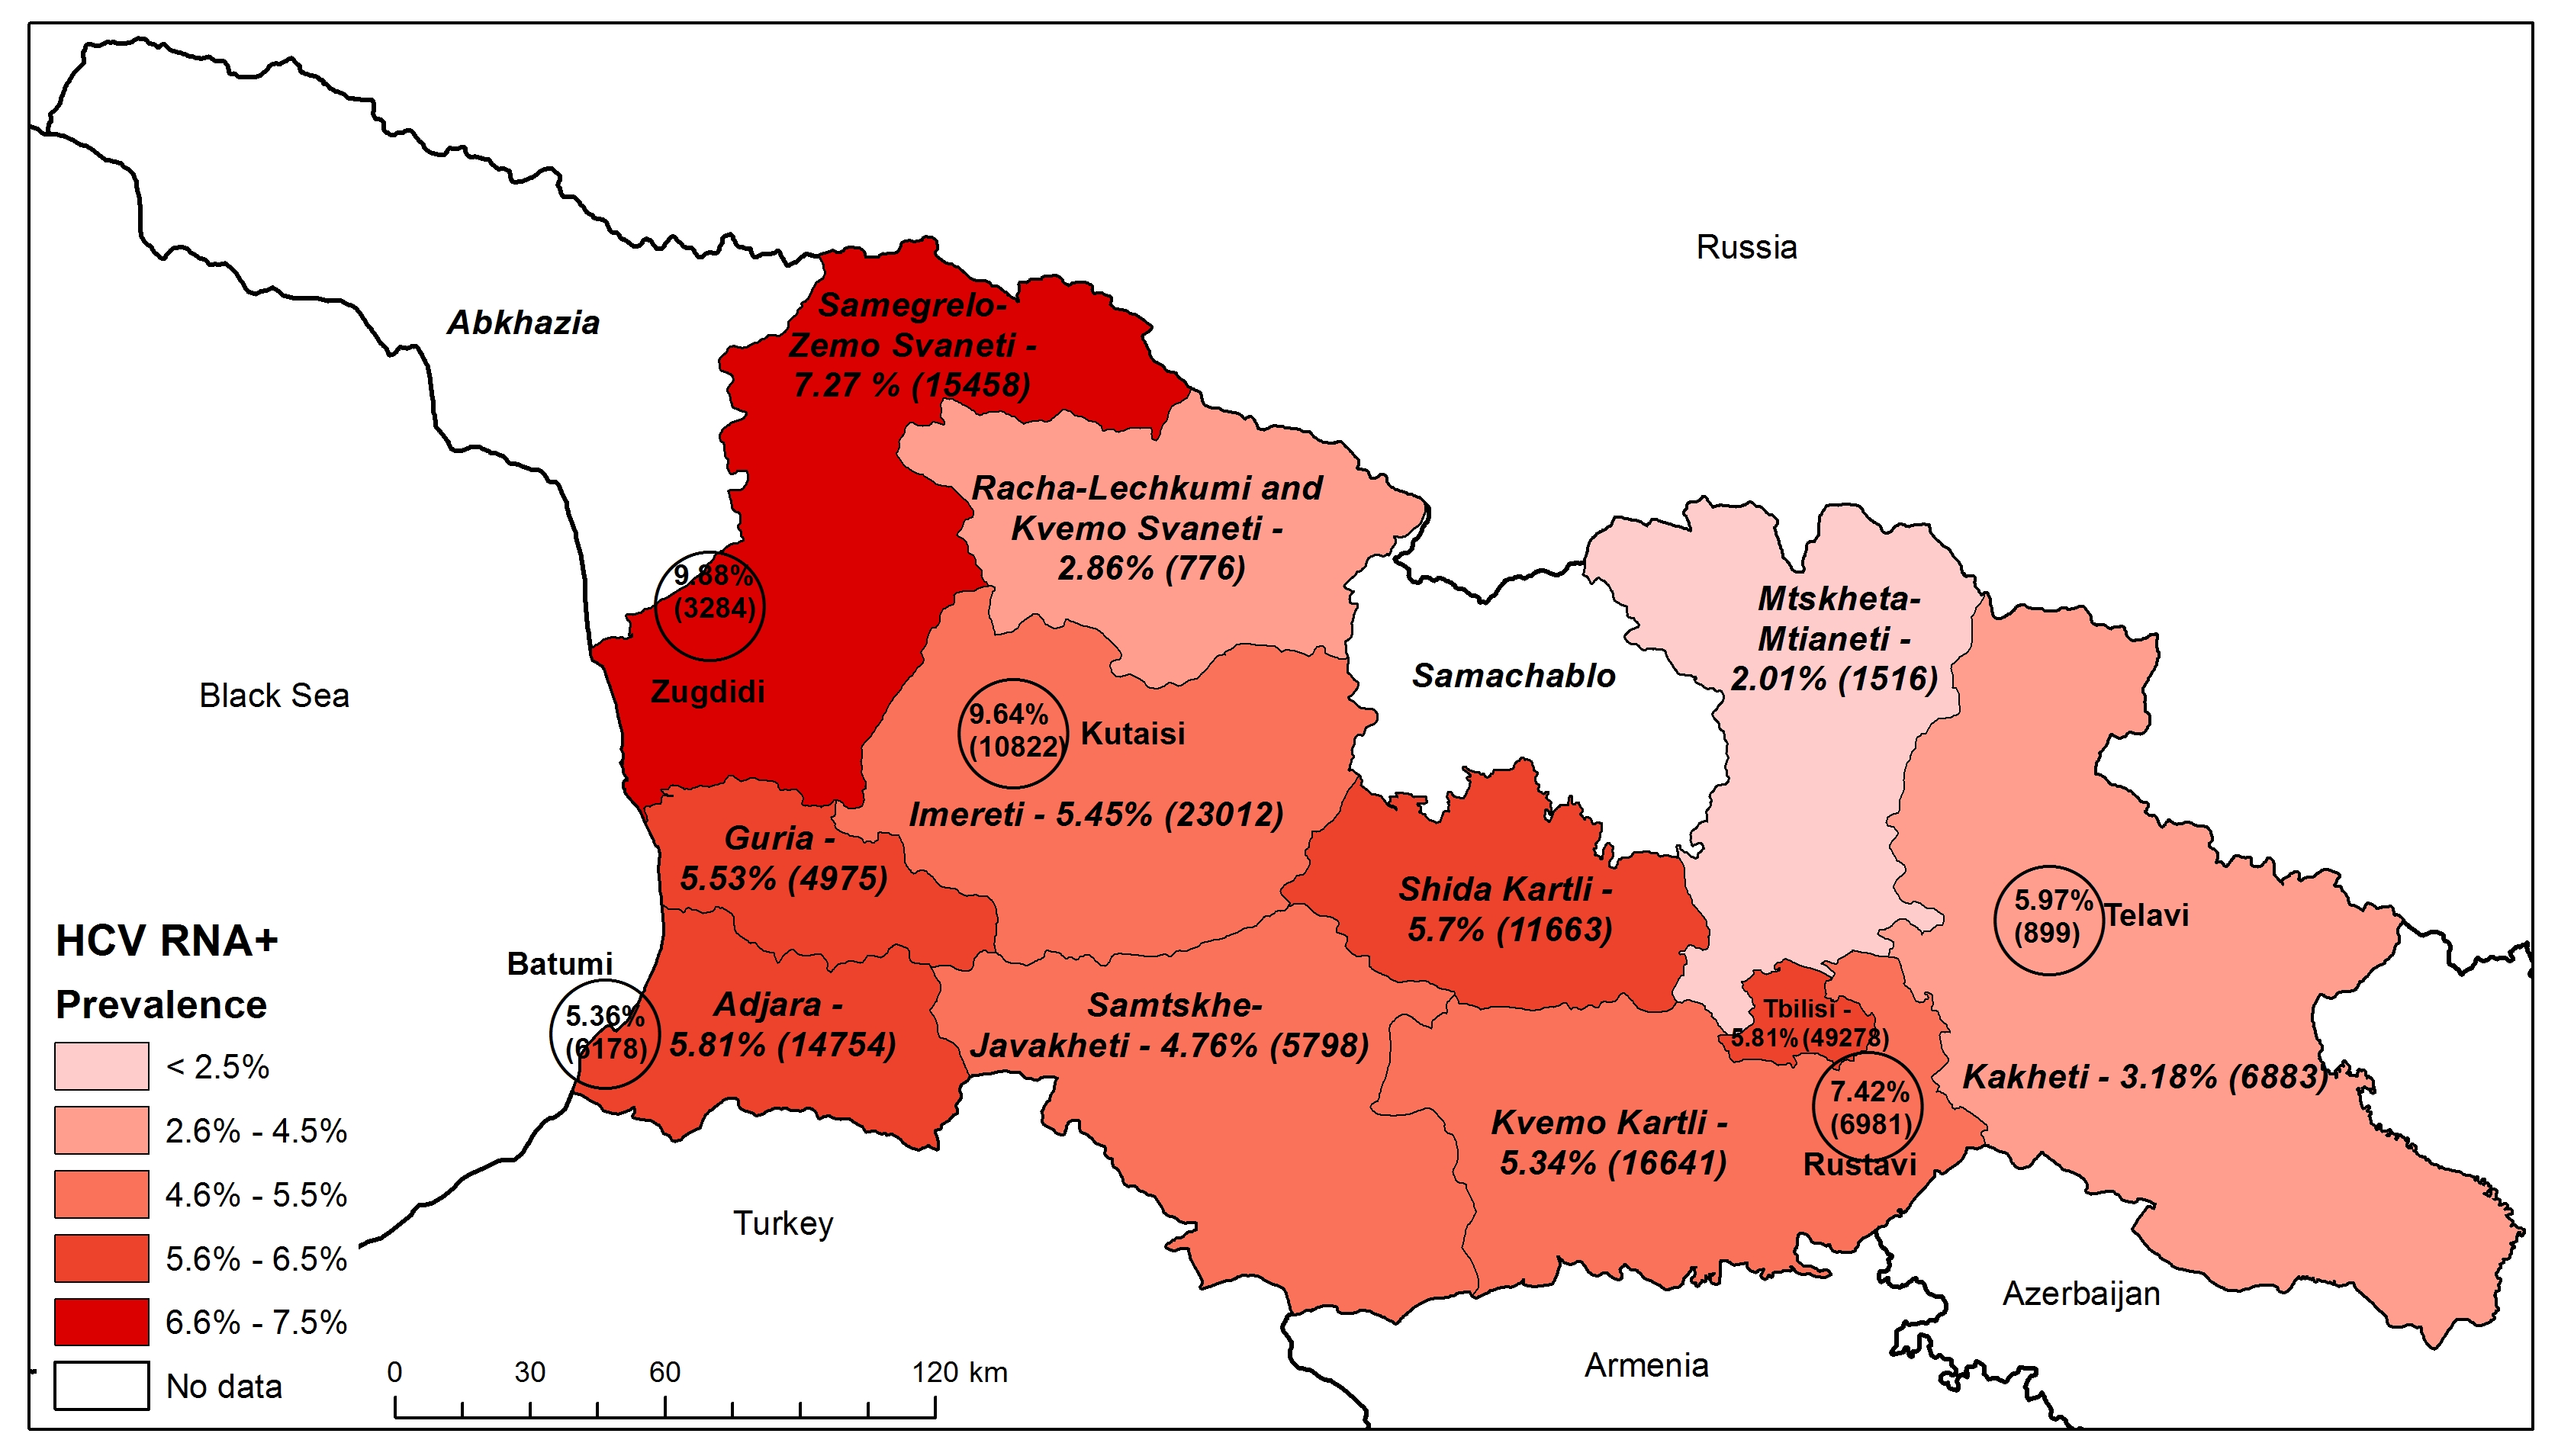 Russia
Abkhazia
Samegrelo-
Zemo Svaneti -
7.27 % (15458)
Racha-Lechkumi and
Kvemo Svaneti -
2.86% (776)
Mtskheta-
Mtianeti -
2.01% (1516)
9.88%
(3284)
Zugdidi
Black Sea
Samachablo
9.64%
(10822)
Kutaisi
Imereti - 5.45% (23012)
Guria -
5.53% (4975)
Shida Kartli -
5.7% (11663)
5.97%
(899)
Telavi
Batumi
5.36%
(6178)
Adjara -
5.81% (14754)
Samtskhe-
Javakheti - 4.76% (5798)
Tbilisi -
5.81% (49278)
Kakheti - 3.18% (6883)
7.42%
(6981)
Rustavi
Kvemo Kartli -
5.34% (16641)
Turkey
Azerbaijan
Armenia
HCV RNA+
Prevalence
< 2.5%
2.6% - 4.5%
4.6% - 5.5%
5.6% - 6.5%
6.6% - 7.5%
No data
0 30 60 120 km